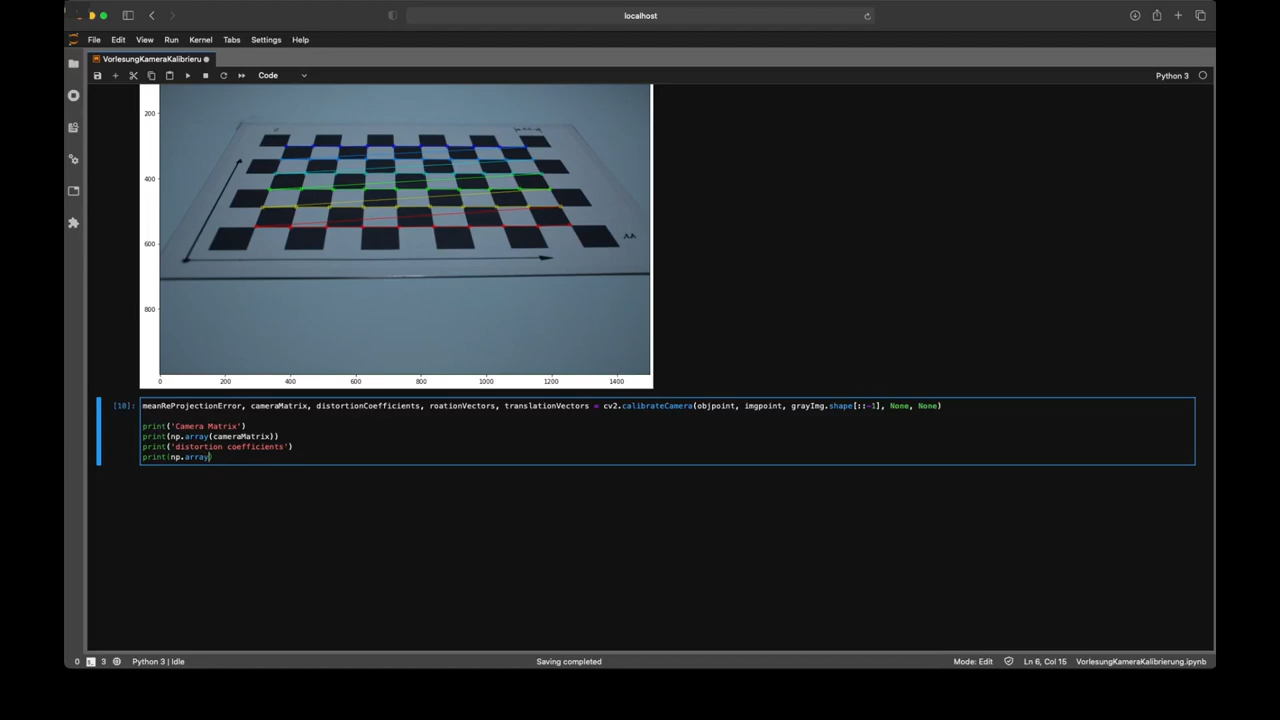 localhost
File Edit View Run Kernel Tabs Settings Help
VorlesungKameraKalibrieru
Code
Python 3
200
400
600
800
0 200 400 600 800 1000 1200 1400
[10]: meanReProjectionError, cameraMatrix, distortionCoefficients, roationVectors, translationVectors = cv2.calibrateCamera(objpoint, imgpoint, grayImg.shape[::-1], None, None)
print('Camera Matrix')
print(np.array(cameraMatrix))
print('distortion coefficients')
print(np.array)
0 3 Python 3 | Idle Saving completed Mode: Edit Ln 6, Col 15 VorlesungKameraKalibrierung.ipynb